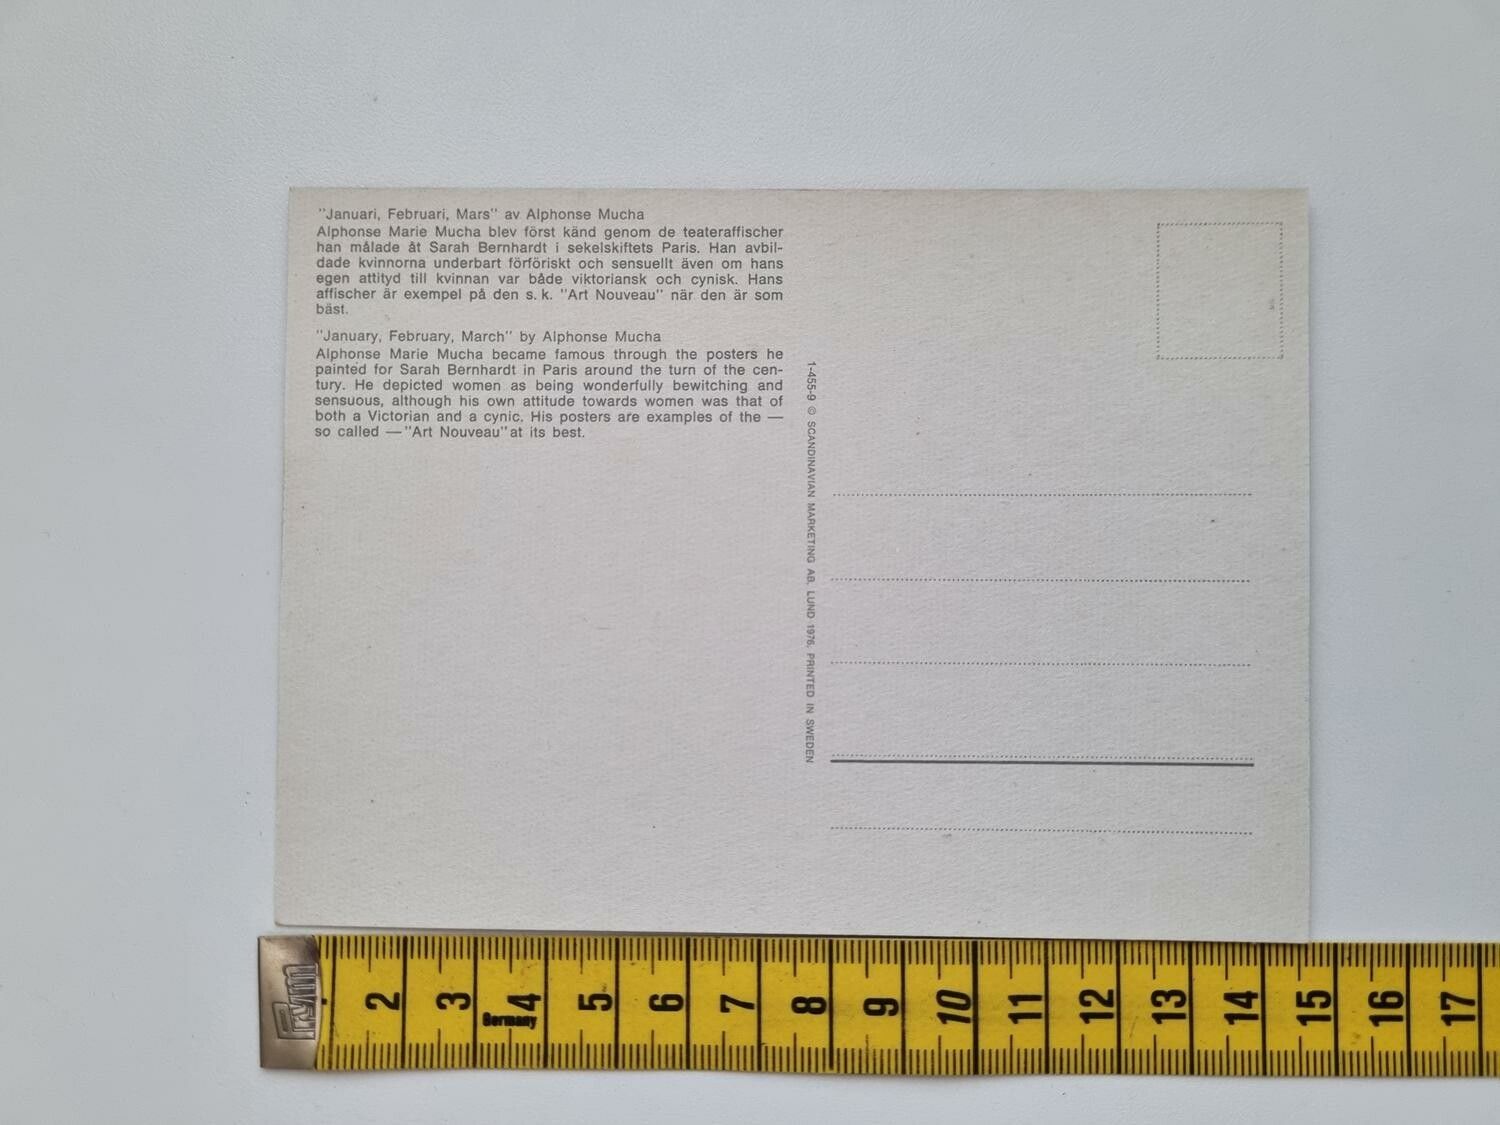 "Januari, Februari, Mars" av Alphonse Mucha
Alphonse Marie Mucha blev först känd genom de teateraffischer
han målade åt Sarah Bernhardt i sekelskiftets Paris. Han avbil-
dade kvinnorna underbart förföriskt och sensuellt även om hans
egen attityd till kvinnan var både viktoriansk och cynisk. Hans
affischer är exempel på den s. k. "Art Nouveau" när den är som
bäst.
"January, February, March" by Alphonse Mucha
Alphonse Marie Mucha became famous through the posters he
painted for Sarah Bernhardt in Paris around the turn of the cen-
tury. He depicted women as being wonderfully bewitching and
sensuous, although his own attitude towards women was that of
both a Victorian and a cynic. His posters are examples of the —
so called — "Art Nouveau" at its best.
1-455-9 © SCANDINAVIAN MARKETING AB, LUND 1976. PRINTED IN SWEDEN
Prym
2 3 4 5 6 7 8 9 10 11 12 13 14 15 16 17
Germany